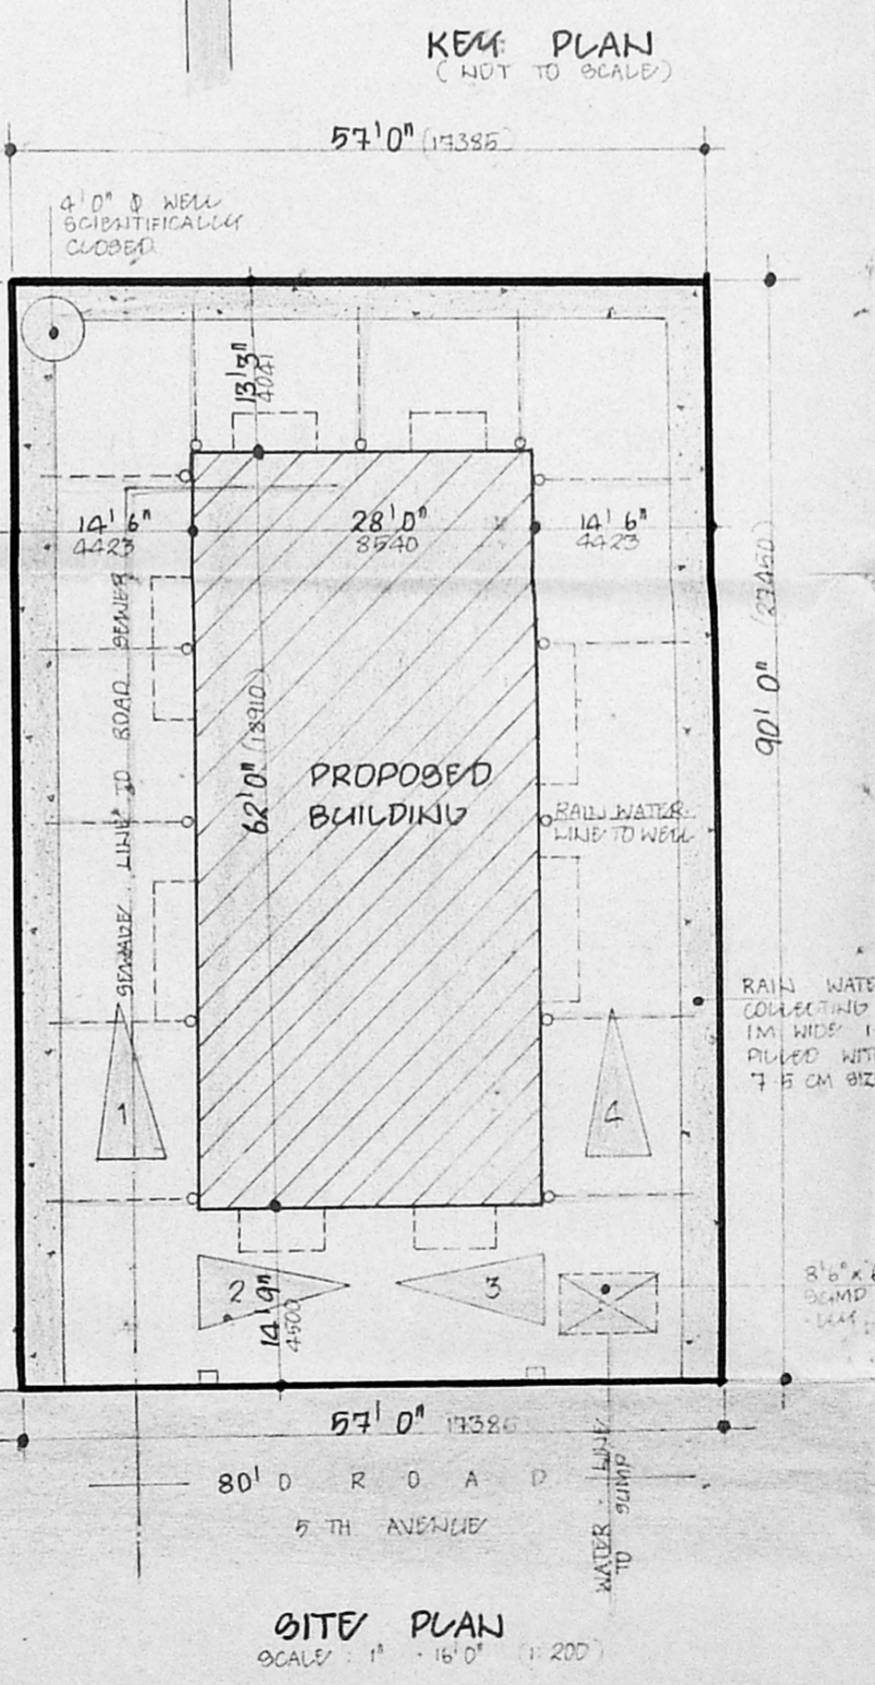 KEY PLAN
( NOT TO SCALE )
57'0" (17385)
4'0" Φ WELL
SCIENTIFICALLY
CLOSED
13'3"
4041
14' 6"
4423
28'0"
8540
14' 6"
4423
90' 0" (27450)
SEWAGE LINE TO ROAD SEWER
62'0" (18910)
PROPOSED
BUILDING
RAIN WATER
LINE TO WELL
RAIN WATE
COLLECTING
1M WIDE 1
FILLED WIT
7.5 CM SIZ
1
4
2
3
14'9"
4500
8'6" x
SUMP
57' 0" 17385
80' 0 ROAD
5 TH AVENUE
WATER LINE
TO SUMP
SITE PLAN
SCALE : 1" - 16'0" (1:200)